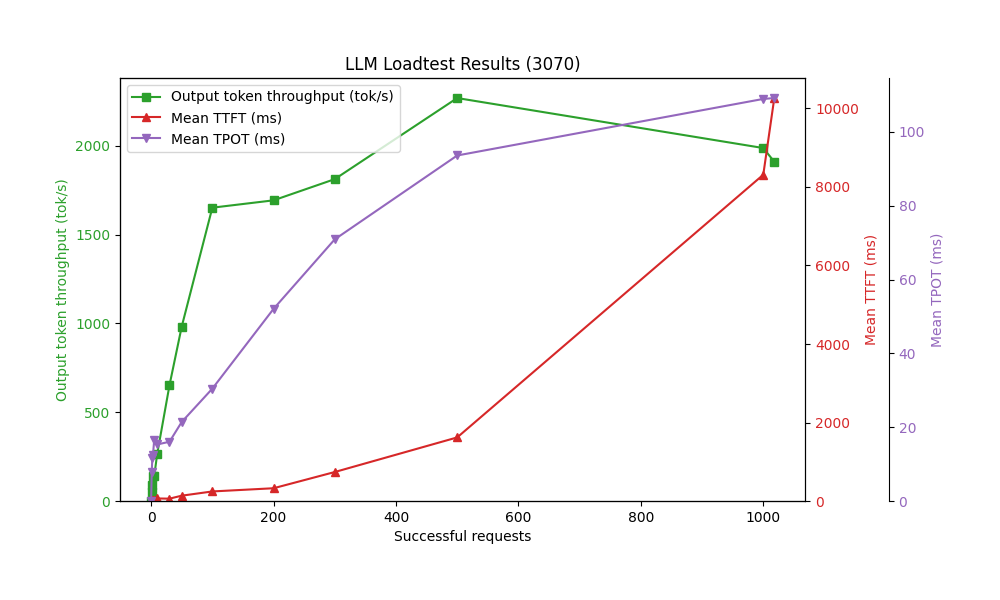 LLM Loadtest Results (3070)
Output token throughput (tok/s)
Mean TTFT (ms)
Mean TPOT (ms)
Output token throughput (tok/s)
2000
1500
1000
500
0
0
200
400
600
800
1000
Successful requests
10000
8000
6000
4000
2000
0
Mean TTFT (ms)
100
80
60
40
20
0
Mean TPOT (ms)